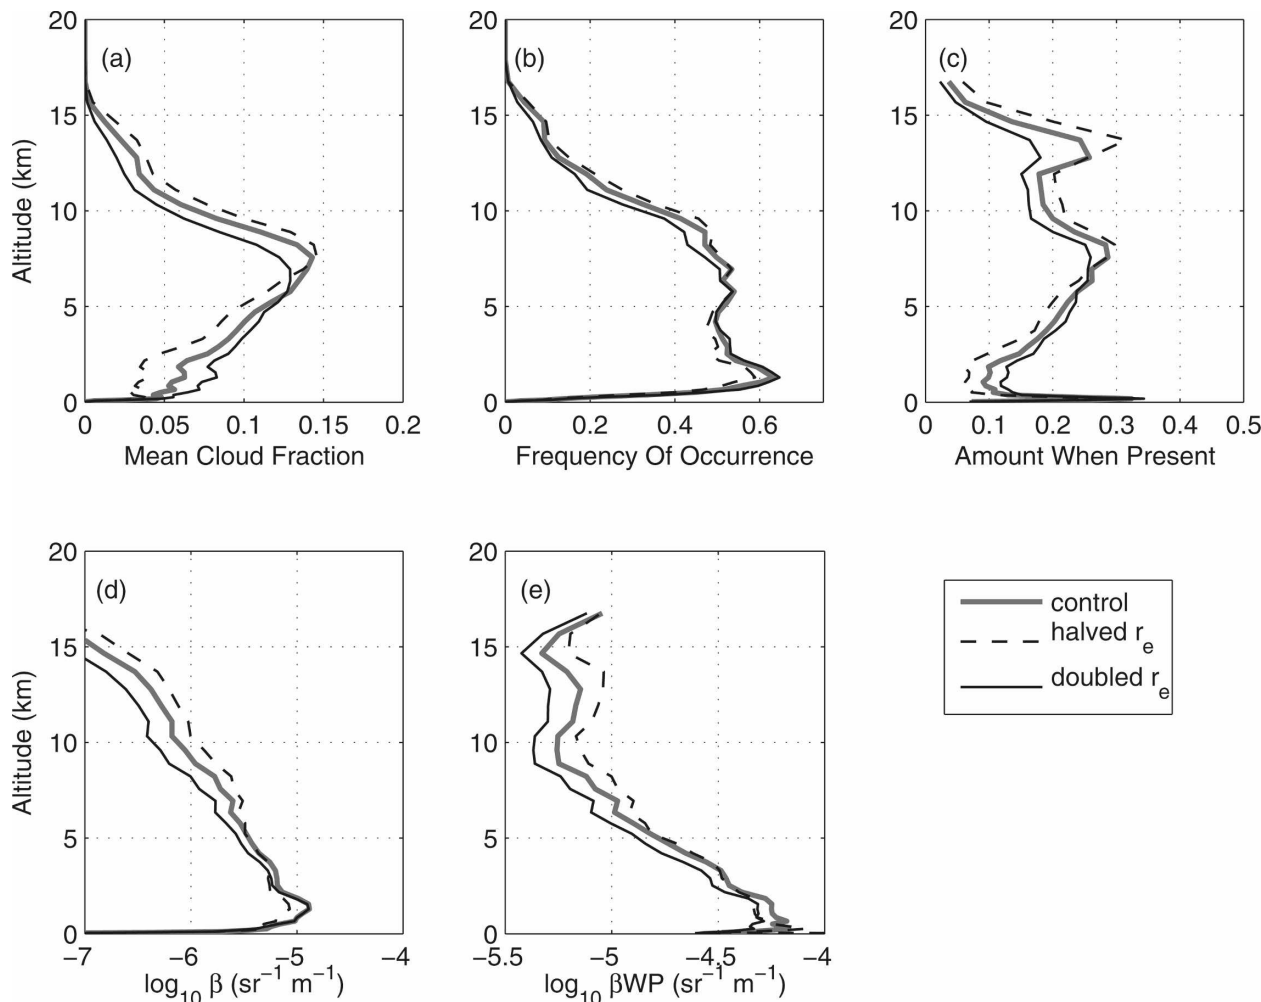 20
15
10
5
0
Altitude (km)
(a)
0 0.05 0.1 0.15 0.2
Mean Cloud Fraction
20
15
10
5
0
(b)
0 0.2 0.4 0.6
Frequency Of Occurrence
20
15
10
5
0
(c)
0 0.1 0.2 0.3 0.4 0.5
Amount When Present
20
15
10
5
0
Altitude (km)
(d)
−7 −6 −5 −4
log10 β (sr−1 m−1)
20
15
10
5
0
(e)
−5.5 −5 −4.5 −4
log10 βWP (sr−1 m−1)
control
halved re
doubled re